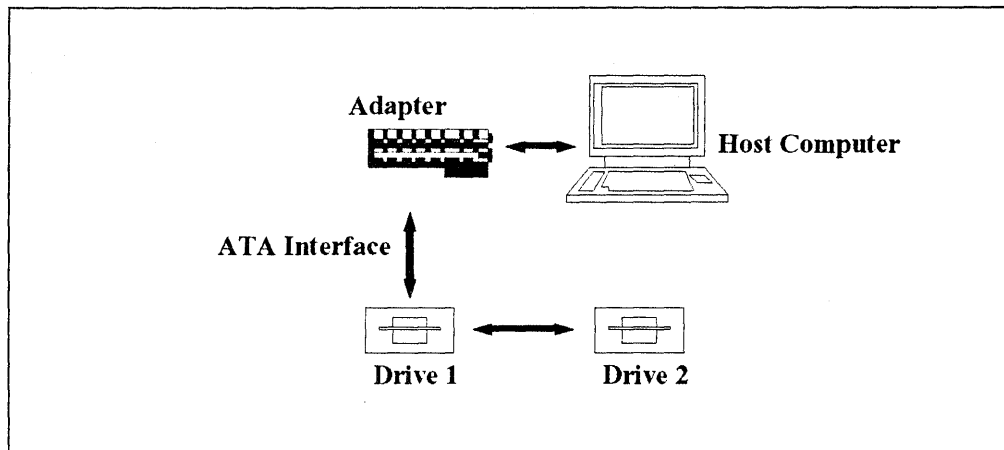 Adapter
Host Computer
ATA Interface
Drive 1
Drive 2